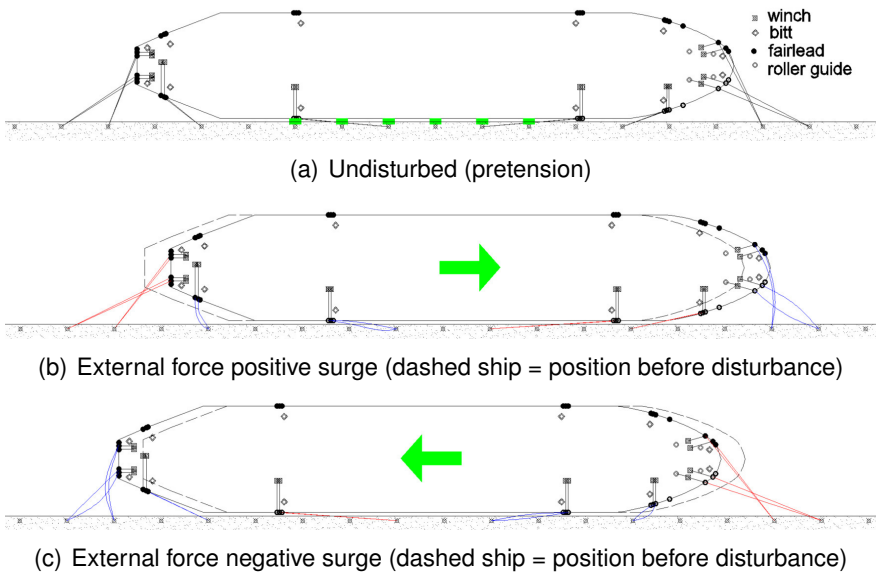 winch
bitt
fairlead
roller guide
(a) Undisturbed (pretension)
(b) External force positive surge (dashed ship = position before disturbance)
(c) External force negative surge (dashed ship = position before disturbance)